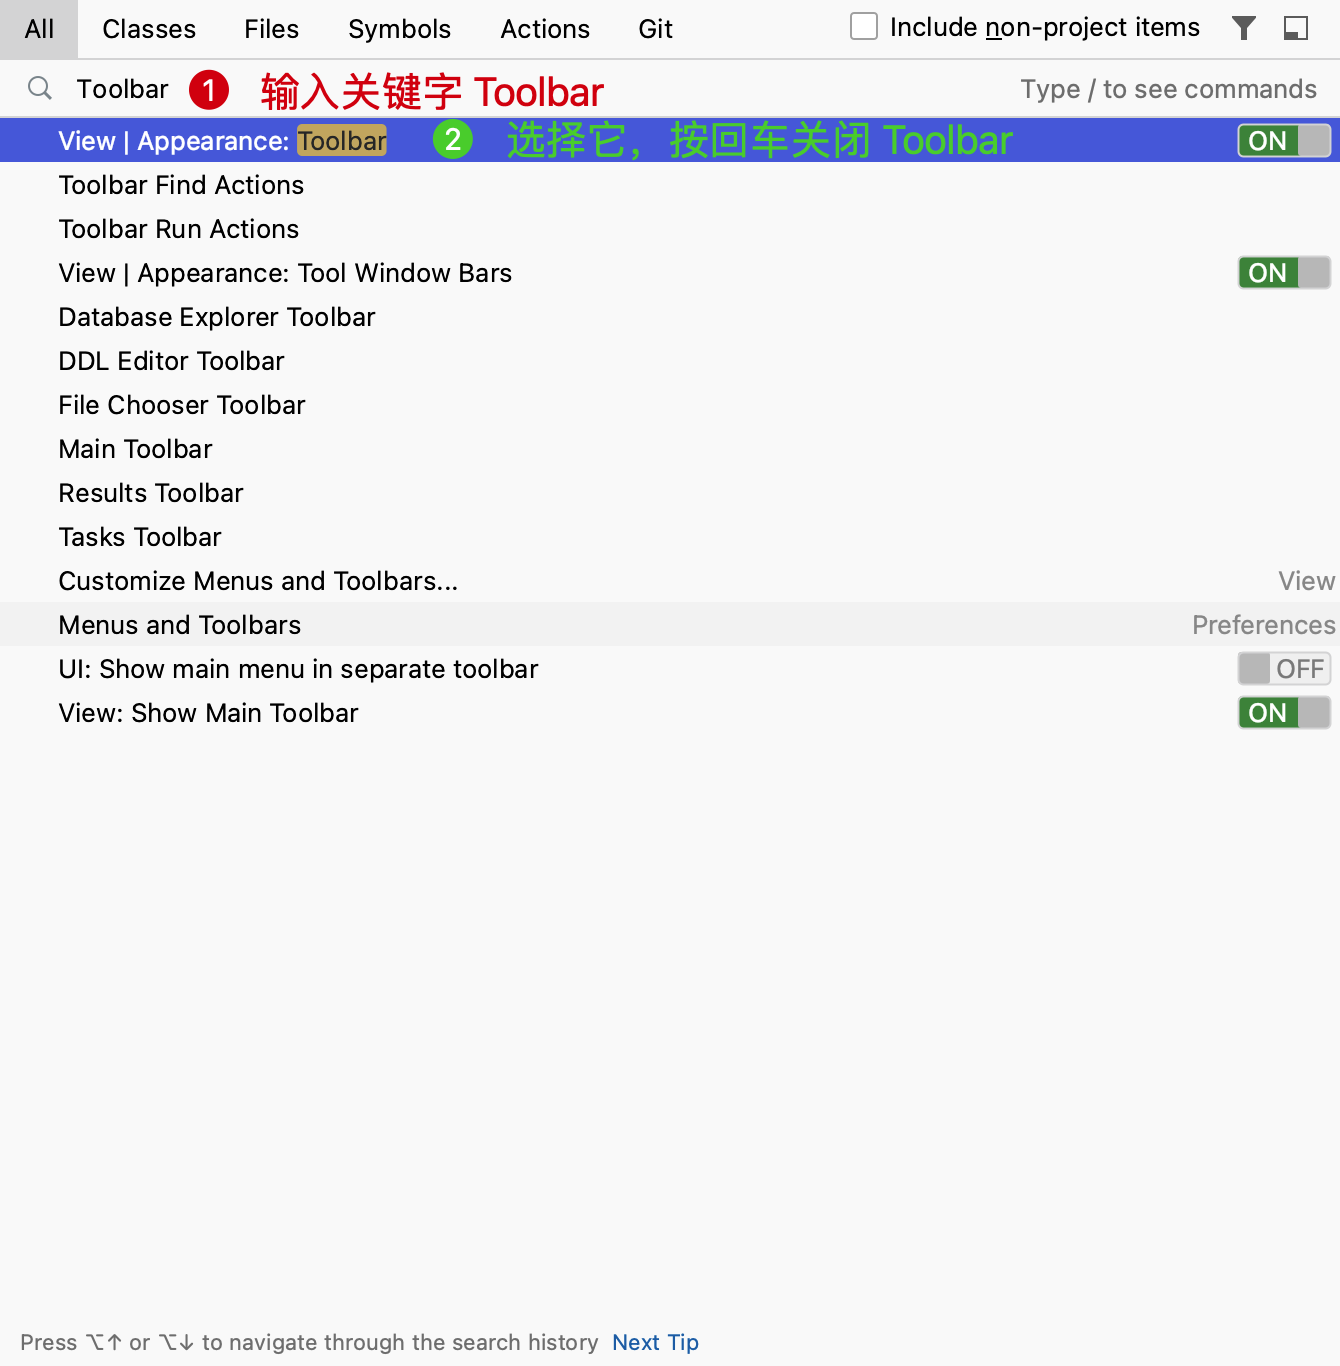 All Classes Files Symbols Actions Git Include non-project items
Toolbar 1 输入关键字 Toolbar Type / to see commands
View | Appearance: Toolbar 2 选择它，按回车关闭 Toolbar ON
Toolbar Find Actions
Toolbar Run Actions
View | Appearance: Tool Window Bars ON
Database Explorer Toolbar
DDL Editor Toolbar
File Chooser Toolbar
Main Toolbar
Results Toolbar
Tasks Toolbar
Customize Menus and Toolbars... View
Menus and Toolbars Preferences
UI: Show main menu in separate toolbar OFF
View: Show Main Toolbar ON
Press ⌥↑ or ⌥↓ to navigate through the search history Next Tip